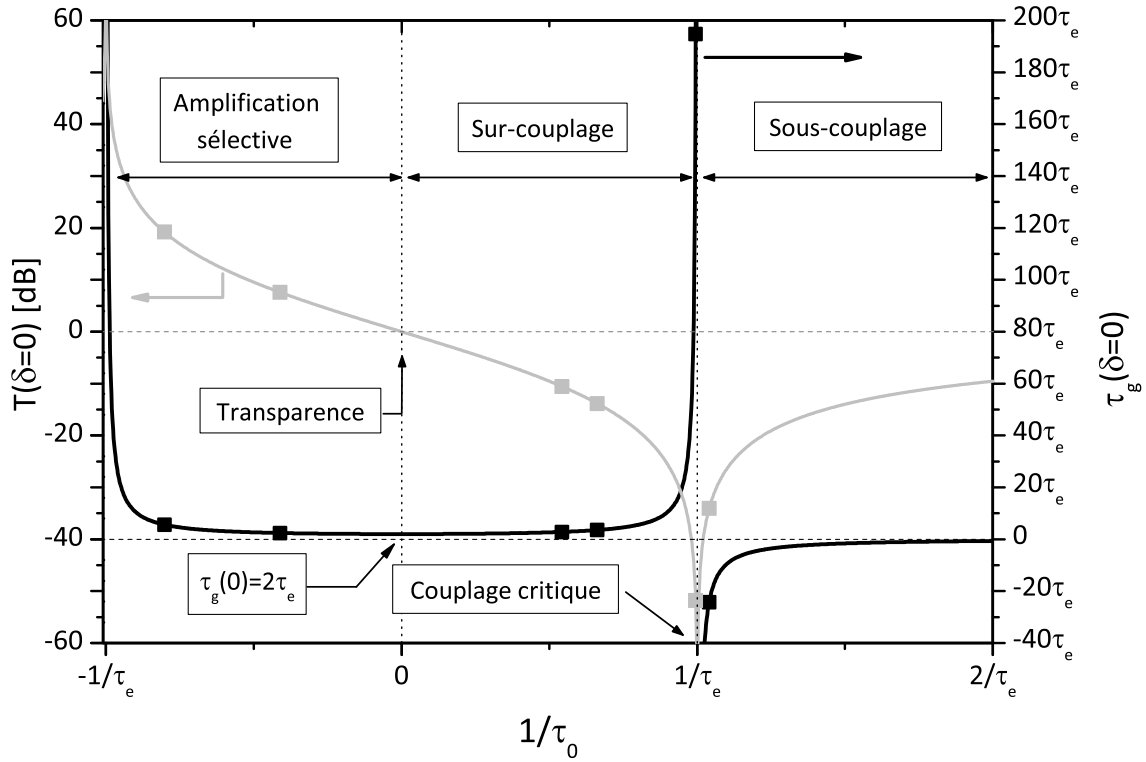 60
40
20
0
-20
-40
-60
T(δ=0) [dB]
200τe
180τe
160τe
140τe
120τe
100τe
80τe
60τe
40τe
20τe
0
-20τe
-40τe
τg(δ=0)
Amplification
sélective
Sur-couplage
Sous-couplage
Transparence
τg(0)=2τe
Couplage critique
-1/τe
0
1/τe
2/τe
1/τ0